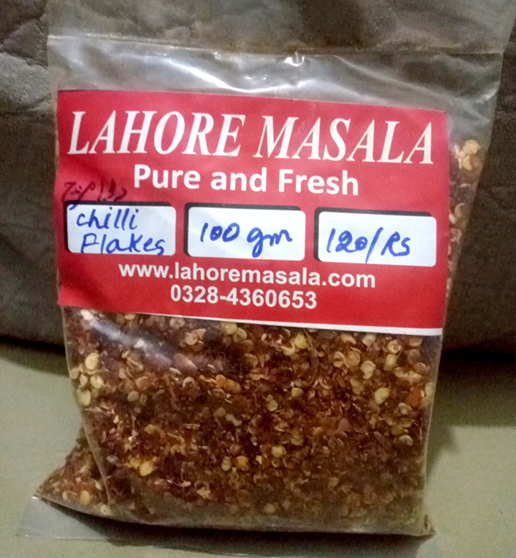 LAHORE MASALA
Pure and Fresh
Chilli
Flakes
100 gm
120/Rs
www.lahoremasala.com
0328-4360653